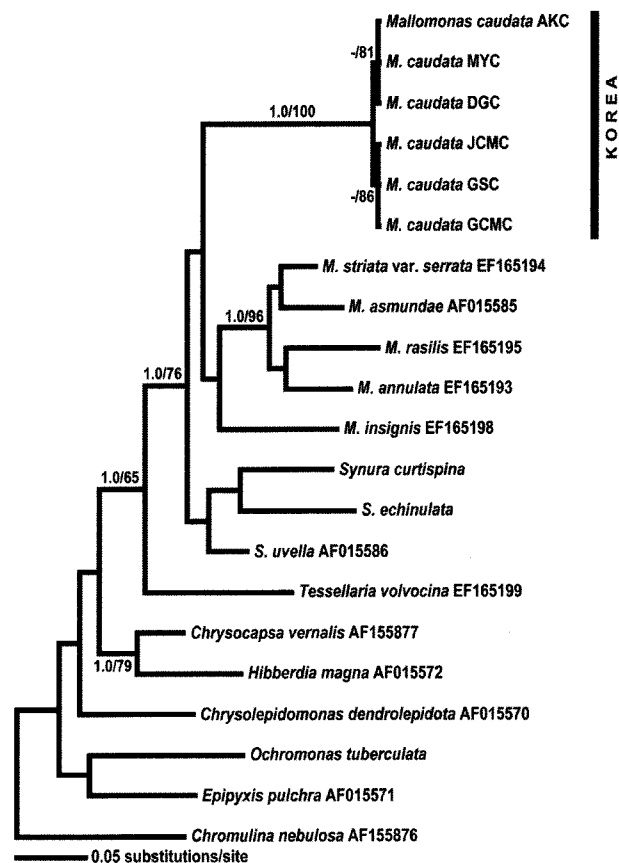 Mallomonas caudata AKC
-/81
M. caudata MYC
M. caudata DGC
1.0/100
M. caudata JCMC
M. caudata GSC
-/86
M. caudata GCMC
KOREA
M. striata var. serrata EF165194
M. asmundae AF015585
1.0/96
M. rasilis EF165195
1.0/76
M. annulata EF165193
M. insignis EF165198
1.0/65
Synura curtispina
S. echinulata
S. uvella AF015586
Tessellaria volvocina EF165199
Chrysocapsa vernalis AF155877
1.0/79
Hibberdia magna AF015572
Chrysolepidomonas dendrolepidota AF015570
Ochromonas tuberculata
Epipyxis pulchra AF015571
Chromulina nebulosa AF155876
0.05 substitutions/site